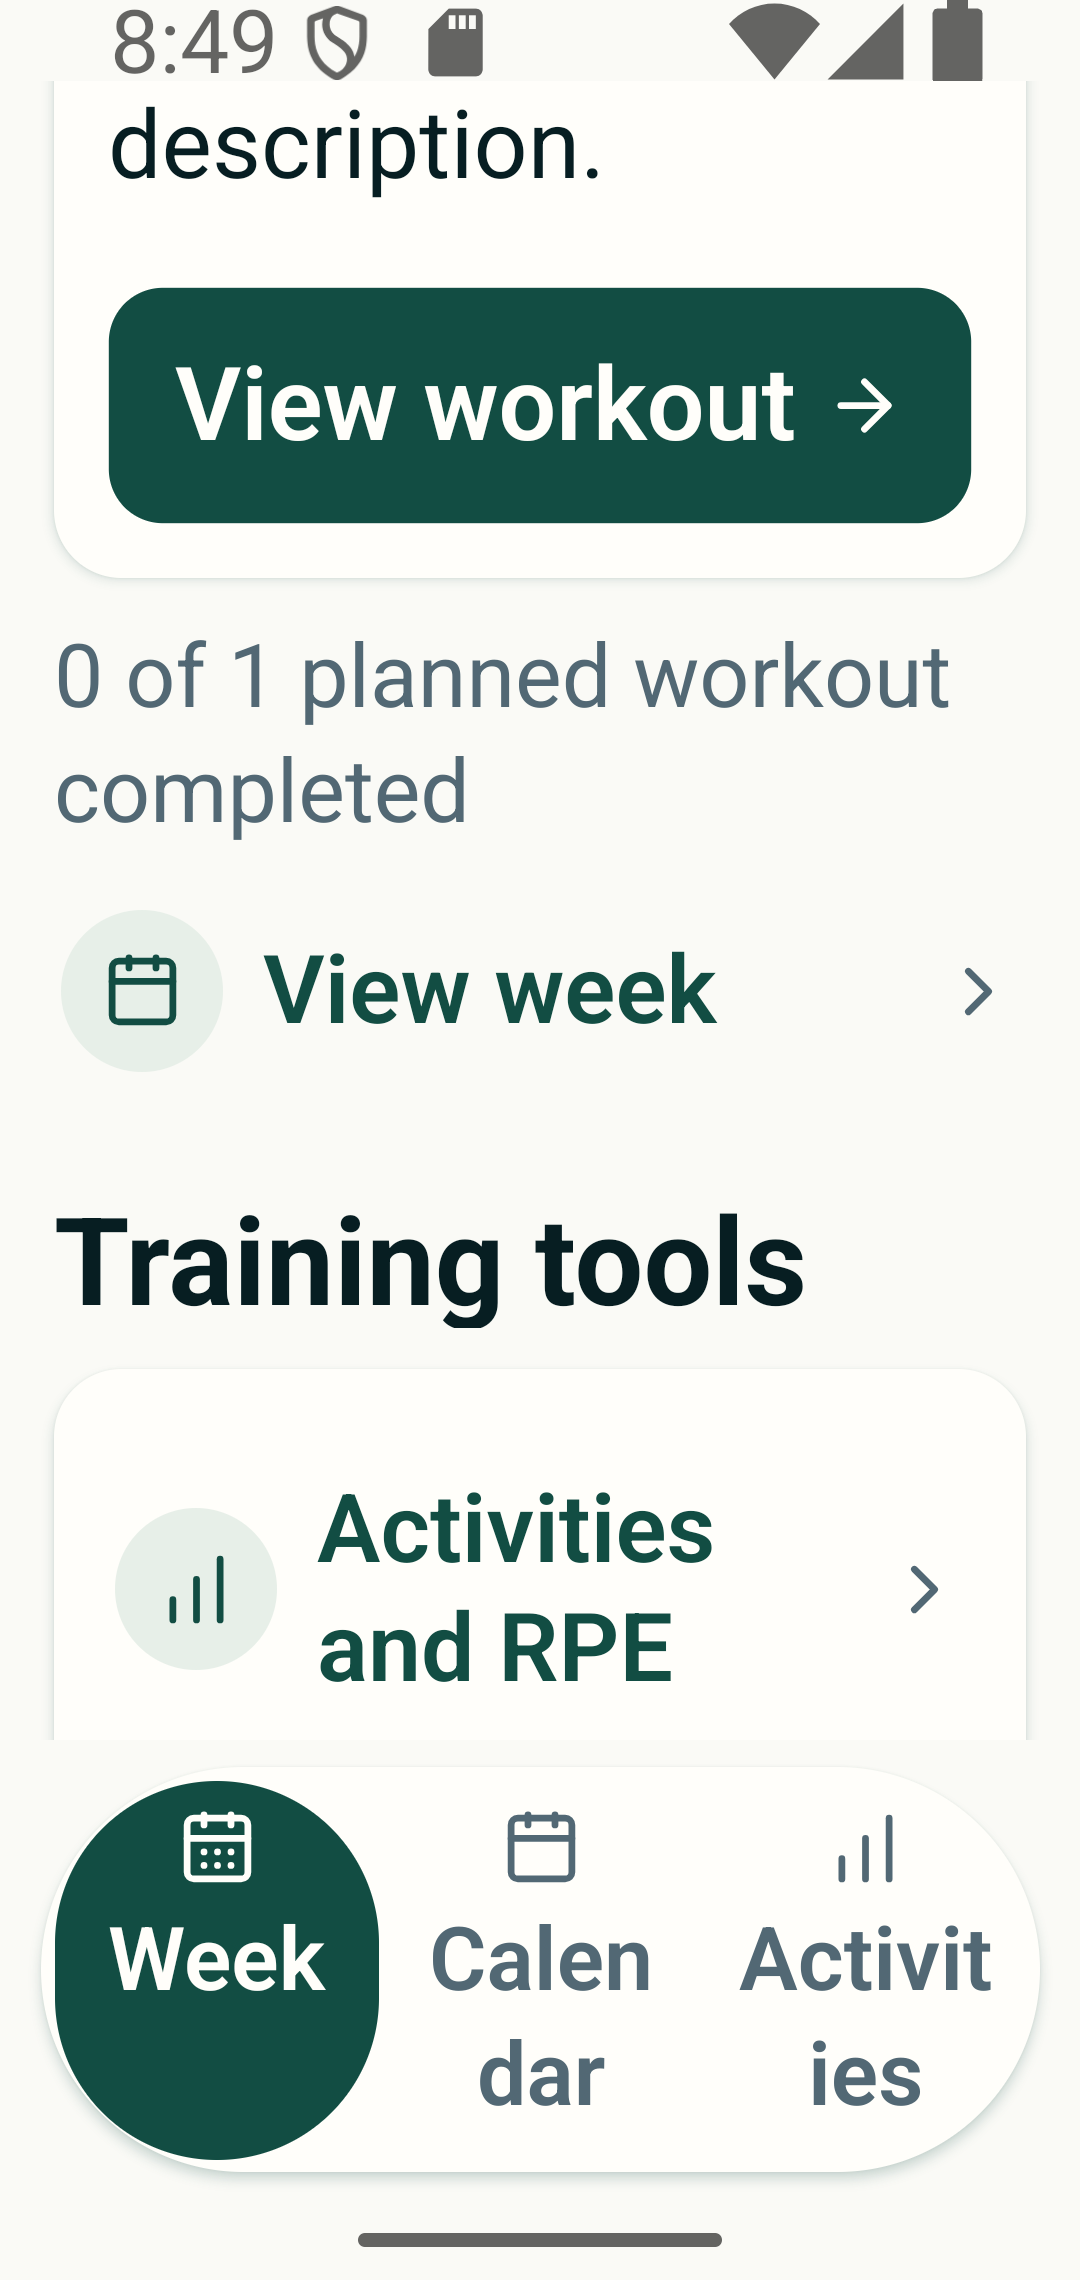 8:49
description.
View workout
0 of 1 planned workout
completed
View week
Training tools
Activities
and RPE
Week
Calen
dar
Activit
ies